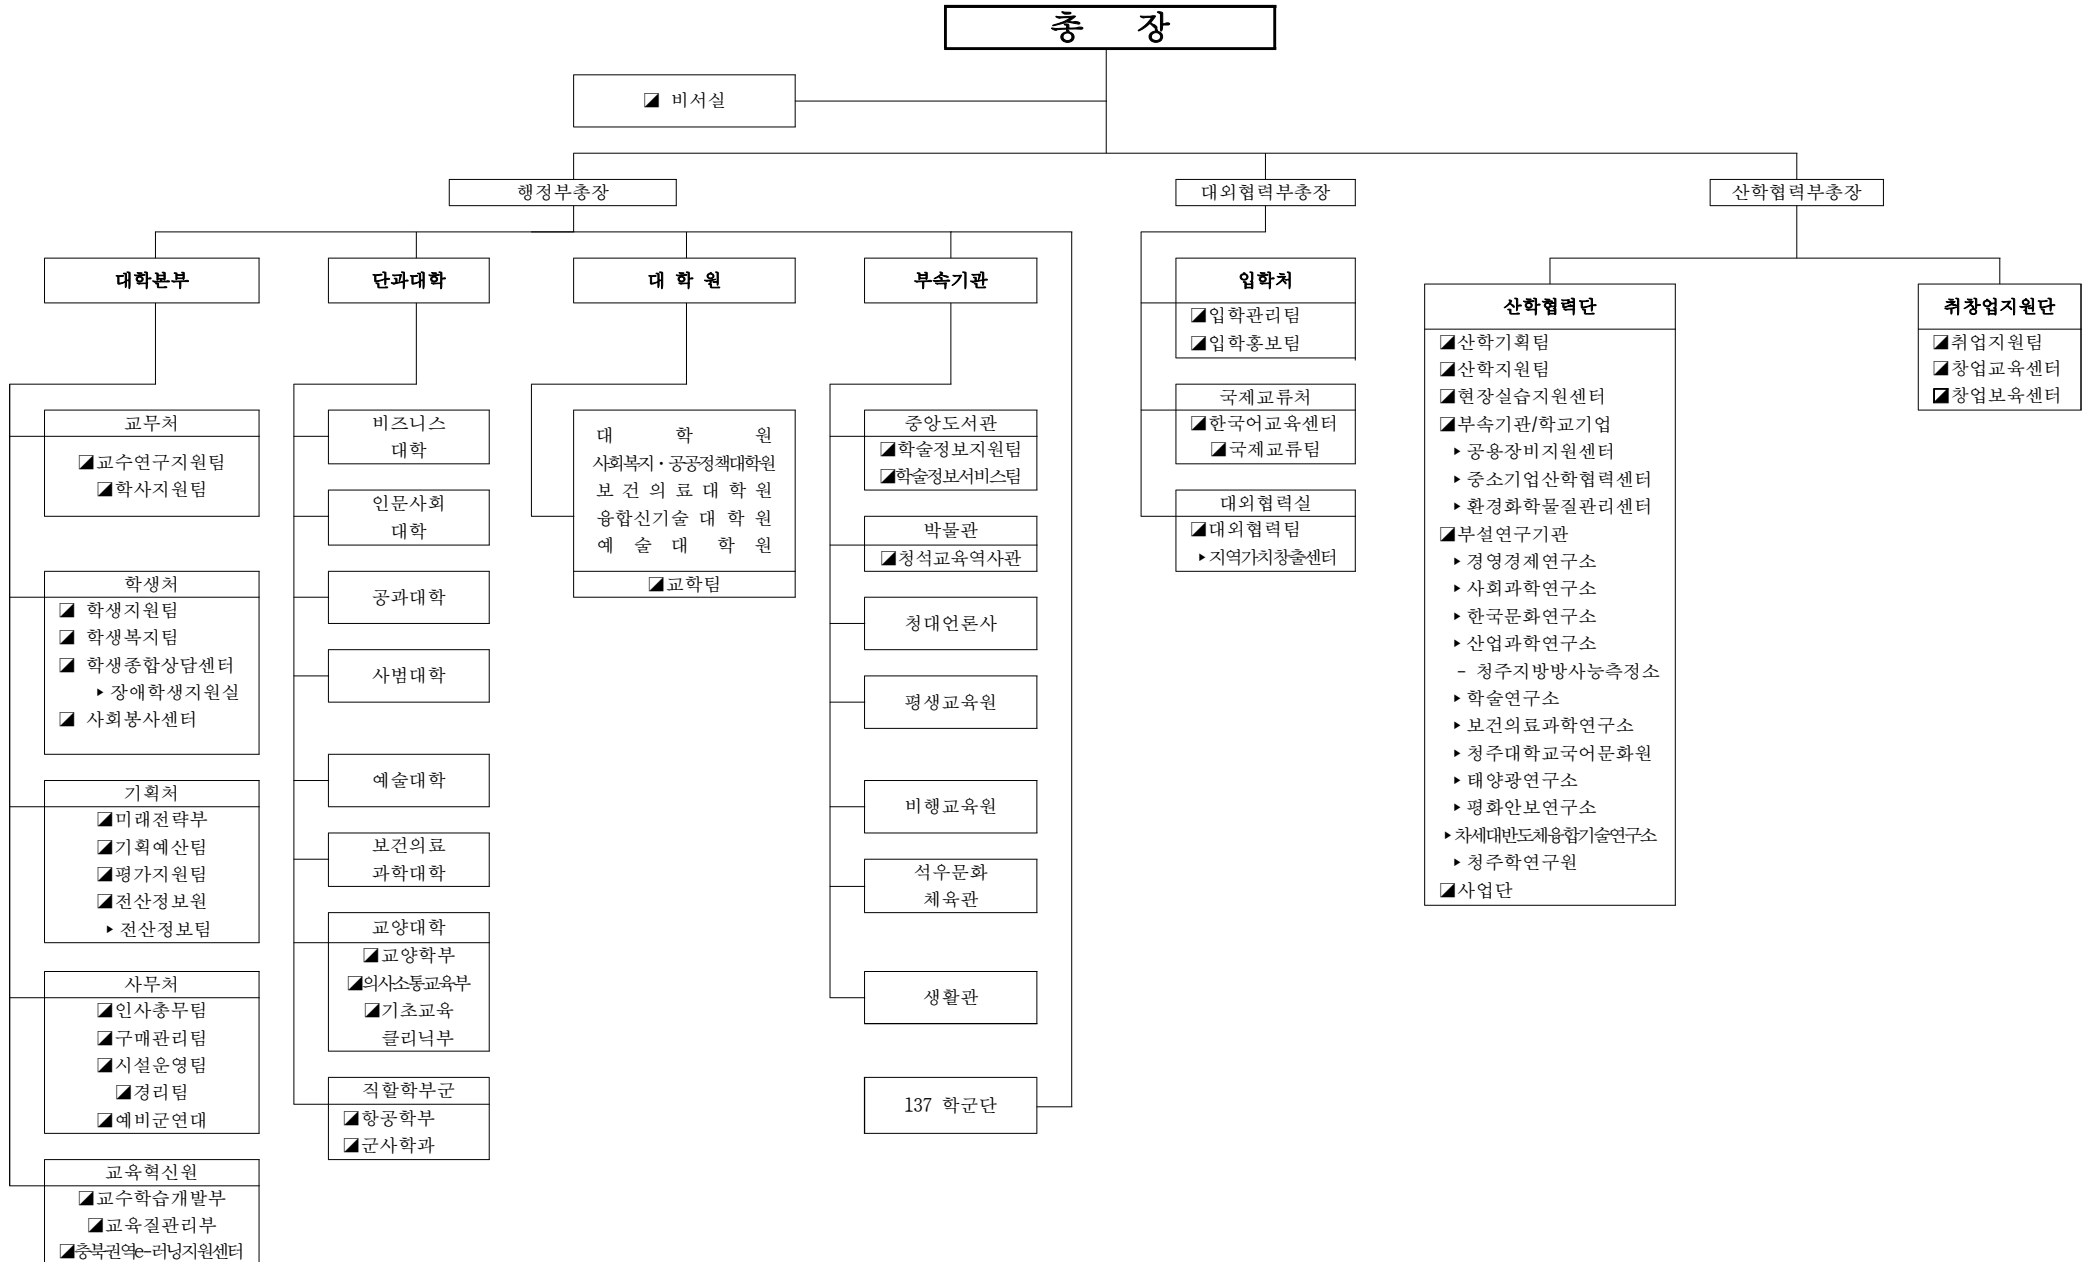 총 장
◪ 비서실
행정부총장
대외협력부총장
산학협력부총장
대학본부
교무처
◪교수연구지원팀
◪학사지원팀
학생처
◪ 학생지원팀
◪ 학생복지팀
◪ 학생종합상담센터
▸장애학생지원실
◪ 사회봉사센터
기획처
◪미래전략부
◪기획예산팀
◪평가지원팀
◪전산정보원
▸전산정보팀
사무처
◪인사총무팀
◪구매관리팀
◪시설운영팀
◪경리팀
◪예비군연대
교육혁신원
◪교수학습개발부
◪교육질관리부
◪충북권역e-러닝지원센터
단과대학
비즈니스
대학
인문사회
대학
공과대학
사범대학
예술대학
보건의료
과학대학
교양대학
◪교양학부
◪의사소통교육부
◪기초교육
클리닉부
직할학부군
◪항공학부
◪군사학과
대 학 원
대 학 원
사회복지・공공정책대학원
보 건 의 료 대 학 원
융합신기술 대 학 원
예 술 대 학 원
◪교학팀
부속기관
중앙도서관
◪학술정보지원팀
◪학술정보서비스팀
박물관
◪청석교육역사관
청대언론사
평생교육원
비행교육원
석우문화
체육관
생활관
137 학군단
입학처
◪입학관리팀
◪입학홍보팀
국제교류처
◪한국어교육센터
◪국제교류팀
대외협력실
◪대외협력팀
▸지역가치창출센터
산학협력단
◪산학기획팀
◪산학지원팀
◪현장실습지원센터
◪부속기관/학교기업
▸공용장비지원센터
▸중소기업산학협력센터
▸환경화학물질관리센터
◪부설연구기관
▸경영경제연구소
▸사회과학연구소
▸한국문화연구소
▸산업과학연구소
- 청주지방방사능측정소
▸학술연구소
▸보건의료과학연구소
▸청주대학교국어문화원
▸태양광연구소
▸평화안보연구소
▸차세대반도체융합기술연구소
▸청주학연구원
◪사업단
취창업지원단
◪취업지원팀
◪창업교육센터
◪창업보육센터